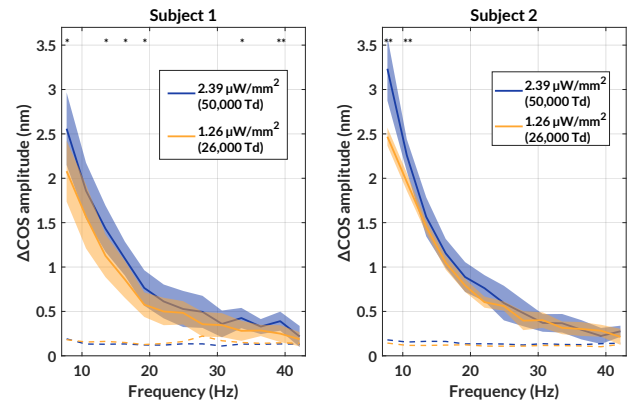 Subject 1
Subject 2
ΔCOS amplitude (nm)
3.5
3
2.5
2
1.5
1
0.5
0
* * * * * **
2.39 μW/mm2
(50,000 Td)
1.26 μW/mm2
(26,000 Td)
10 20 30 40
Frequency (Hz)
ΔCOS amplitude (nm)
3.5
3
2.5
2
1.5
1
0.5
0
** **
2.39 μW/mm2
(50,000 Td)
1.26 μW/mm2
(26,000 Td)
10 20 30 40
Frequency (Hz)